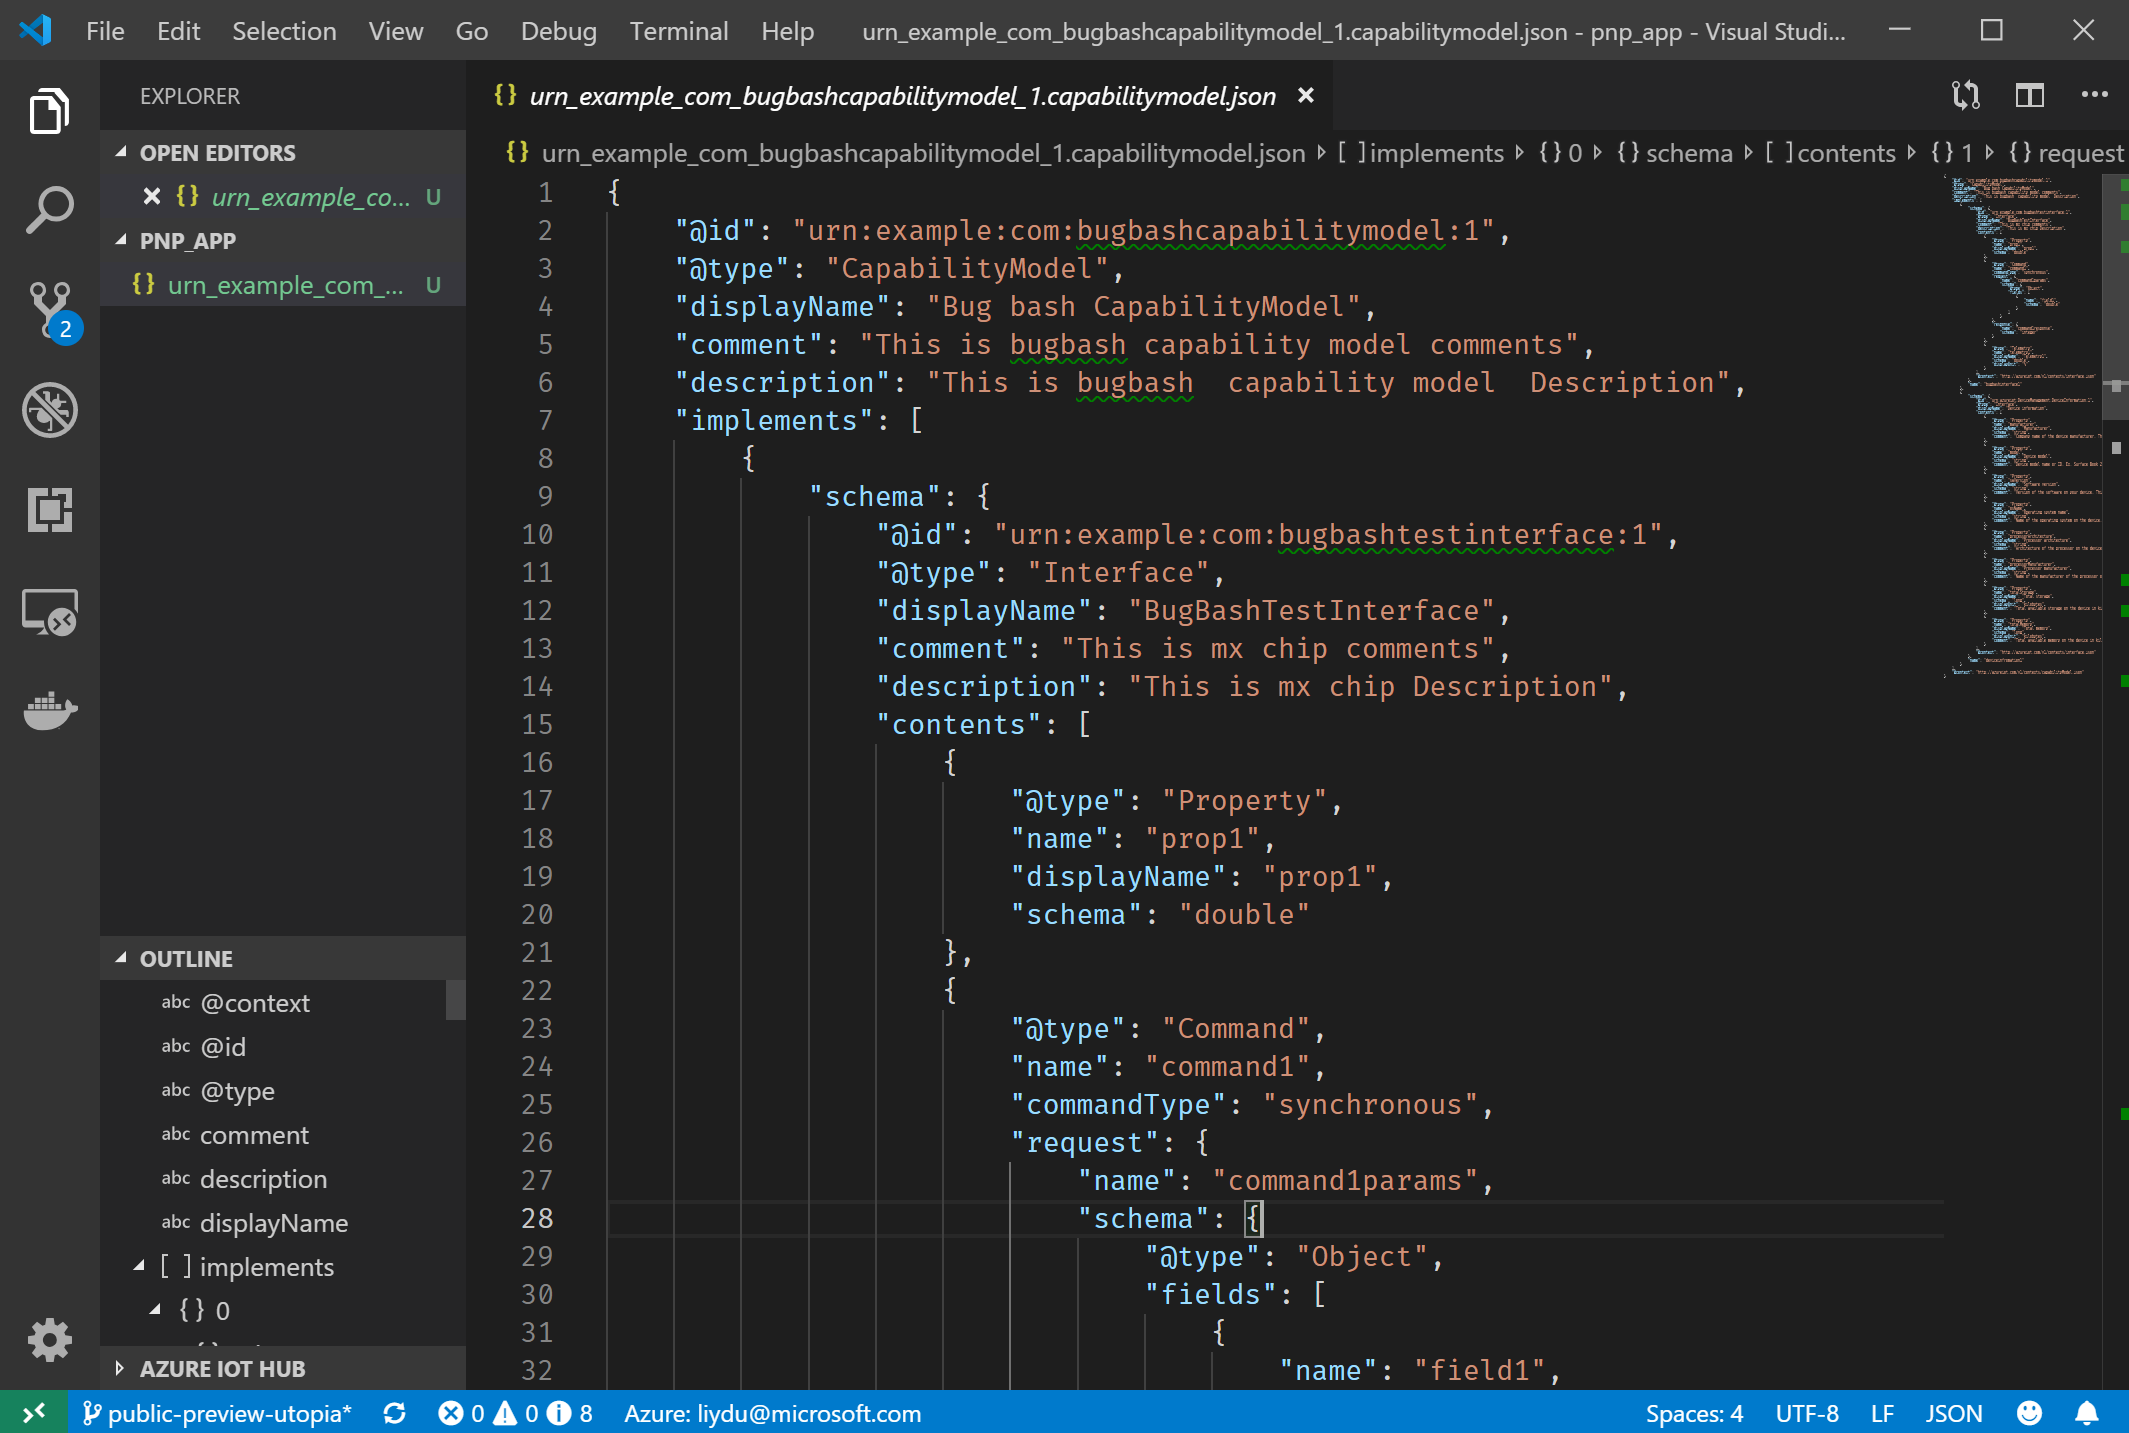 File Edit Selection View Go Debug Terminal Help urn_example_com_bugbashcapabilitymodel_1.capabilitymodel.json - pnp_app - Visual Studi...
EXPLORER
OPEN EDITORS
{} urn_example_co... U
PNP_APP
{} urn_example_com_... U
2
OUTLINE
abc @context
abc @id
abc @type
abc comment
abc description
abc displayName
[ ] implements
{} 0
AZURE IOT HUB
{} urn_example_com_bugbashcapabilitymodel_1.capabilitymodel.json
{} urn_example_com_bugbashcapabilitymodel_1.capabilitymodel.json [ ] implements {} 0 {} schema [ ] contents {} 1 {} request
1 {
2 "@id": "urn:example:com:bugbashcapabilitymodel:1",
3 "@type": "CapabilityModel",
4 "displayName": "Bug bash CapabilityModel",
5 "comment": "This is bugbash capability model comments",
6 "description": "This is bugbash  capability model  Description",
7 "implements": [
8 {
9 "schema": {
10 "@id": "urn:example:com:bugbashtestinterface:1",
11 "@type": "Interface",
12 "displayName": "BugBashTestInterface",
13 "comment": "This is mx chip comments",
14 "description": "This is mx chip Description",
15 "contents": [
16 {
17 "@type": "Property",
18 "name": "prop1",
19 "displayName": "prop1",
20 "schema": "double"
21 },
22 {
23 "@type": "Command",
24 "name": "command1",
25 "commandType": "synchronous",
26 "request": {
27 "name": "command1params",
28 "schema": {
29 "@type": "Object",
30 "fields": [
31 {
32 "name": "field1",
public-preview-utopia* 0 0 8 Azure: liydu@microsoft.com Spaces: 4 UTF-8 LF JSON